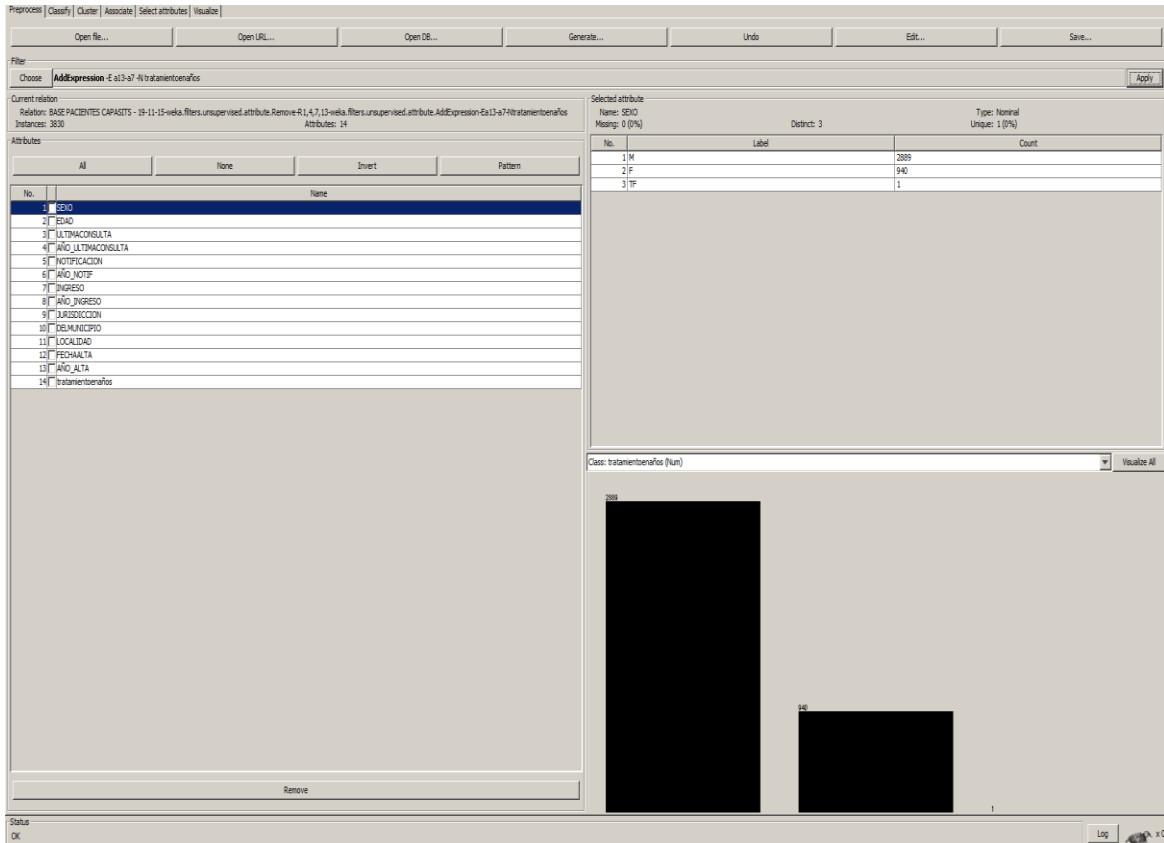 Preprocess Classify Cluster Associate Select attributes Visualize
Open file... Open URL... Open DB... Generate... Undo Edit... Save...
Filter
Choose AddExpression -E a13-a7 -N tratamientoenaños Apply
Current relation
Relation: BASE PACIENTES CAPASITS - 19-11-15-weka.filters.unsupervised.attribute.Remove-R1,4,7,13-weka.filters.unsupervised.attribute.AddExpression-Ea13-a7-Ntratamientoenaños
Instances: 3830 Attributes: 14
Attributes
All None Invert Pattern
No. Name
1 SEXO
2 EDAD
3 ULTIMACONSULTA
4 AÑO_ULTIMACONSULTA
5 NOTIFICACION
6 AÑO_NOTIF
7 INGRESO
8 AÑO_INGRESO
9 JURISDICCION
10 DELMUNICIPIO
11 LOCALIDAD
12 FECHAALTA
13 AÑO_ALTA
14 tratamientoenaños
Remove
Selected attribute
Name: SEXO Type: Nominal
Missing: 0 (0%) Distinct: 3 Unique: 1 (0%)
No. Label Count
1 M 2889
2 F 940
3 TF 1
Class: tratamientoenaños (Num) Visualize All
2889
940
1
Status
OK Log x 0